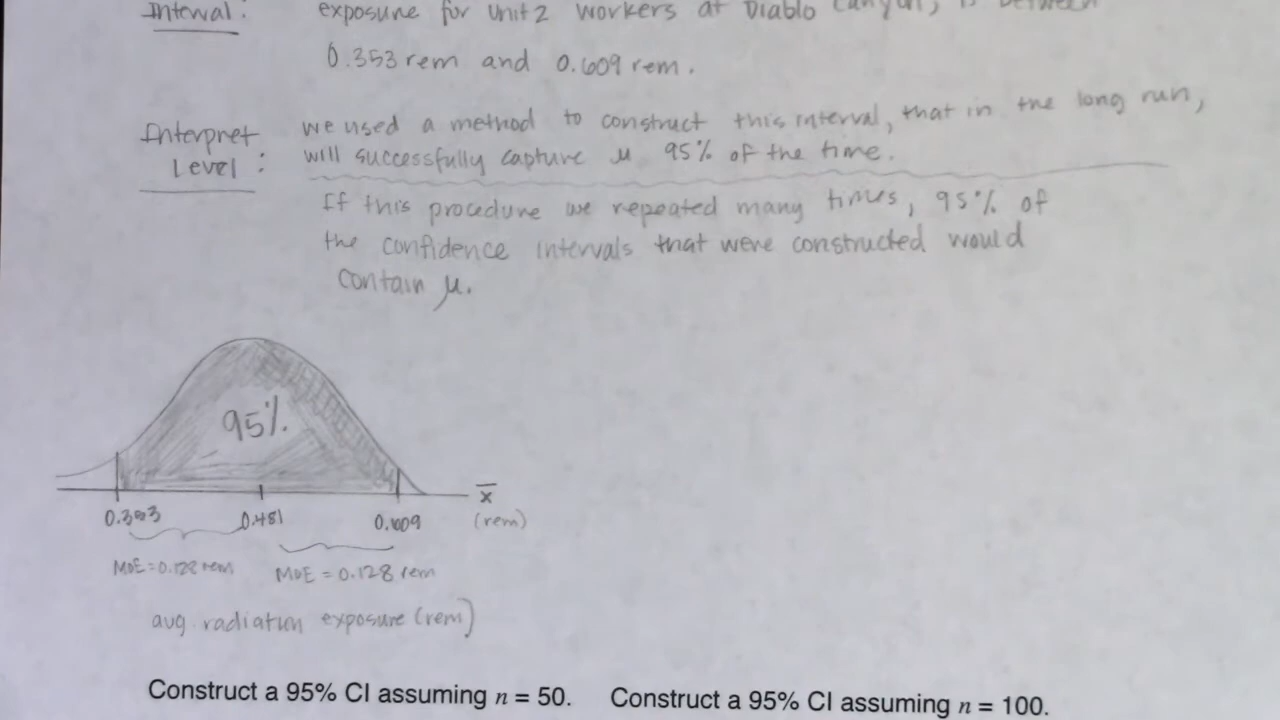 Interval: exposure for Unit 2 workers at Diablo Canyon, is between
0.353 rem and 0.609 rem.
Interpret we used a method to construct this interval, that in the long run,
Level: will successfully capture μ 95% of the time.
If this procedure we repeated many times, 95% of
the confidence intervals that were constructed would
contain μ.
95%
0.353 0.481 0.609 x̅ (rem)
MOE = 0.128 rem MOE = 0.128 rem
avg. radiation exposure (rem)
Construct a 95% CI assuming n = 50. Construct a 95% CI assuming n = 100.